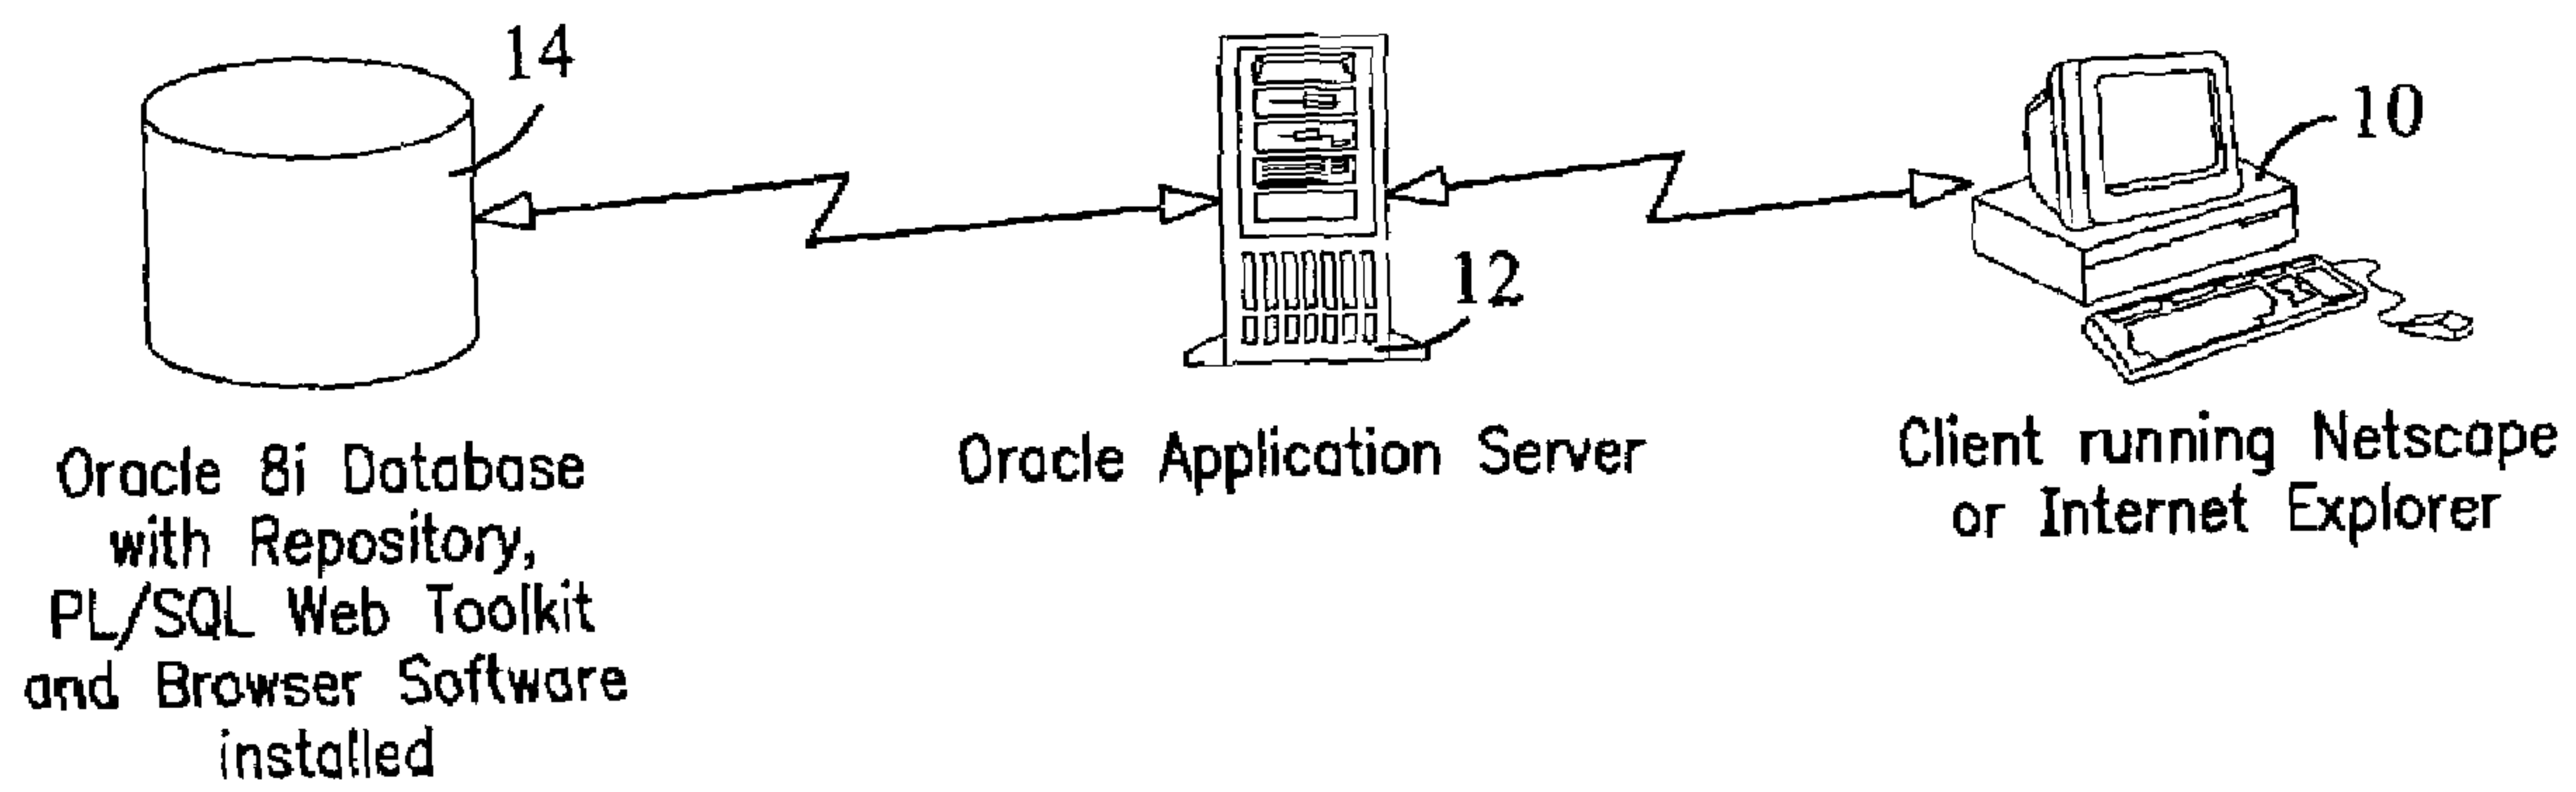 14
12
10
Oracle 8i Database
with Repository,
PL/SQL Web Toolkit
and Browser Software
installed
Oracle Application Server
Client running Netscape
or Internet Explorer